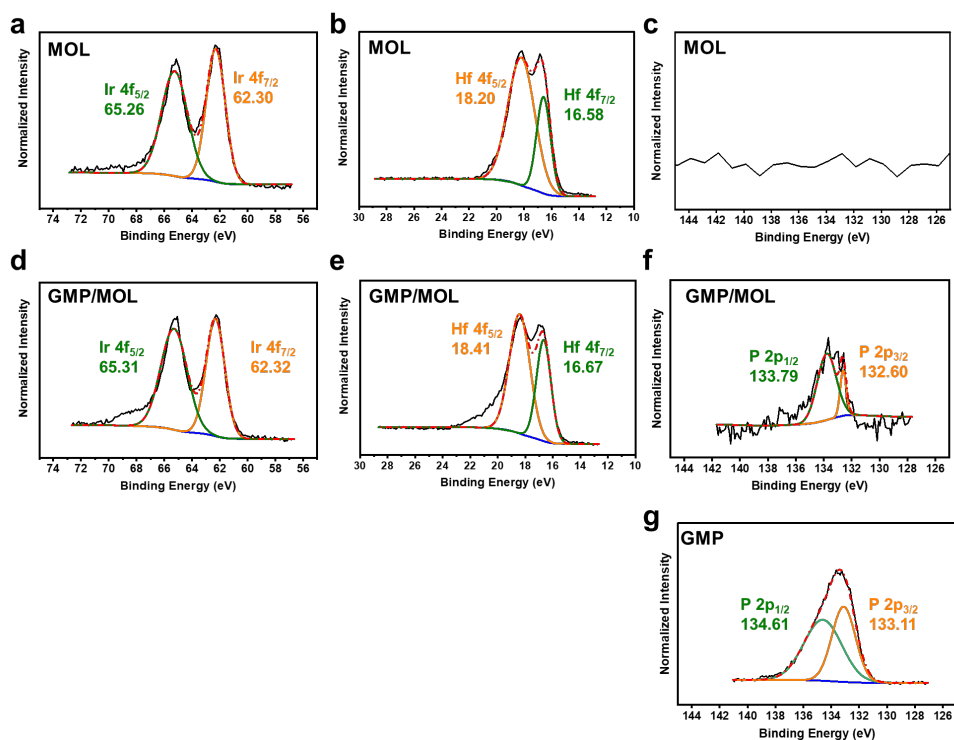 a
MOL
Ir 4f5/2
65.26
Ir 4f7/2
62.30
Normalized Intensity
74 72 70 68 66 64 62 60 58 56
Binding Energy (eV)
b
MOL
Hf 4f5/2
18.20
Hf 4f7/2
16.58
Normalized Intensity
30 28 26 24 22 20 18 16 14 12 10
Binding Energy (eV)
c
MOL
Normalized Intensity
144 142 140 138 136 134 132 130 128 126
Binding Energy (eV)
d
GMP/MOL
Ir 4f5/2
65.31
Ir 4f7/2
62.32
Normalized Intensity
74 72 70 68 66 64 62 60 58 56
Binding Energy (eV)
e
GMP/MOL
Hf 4f5/2
18.41
Hf 4f7/2
16.67
Normalized Intensity
30 28 26 24 22 20 18 16 14 12 10
Binding Energy (eV)
f
GMP/MOL
P 2p1/2
133.79
P 2p3/2
132.60
Normalized Intensity
144 142 140 138 136 134 132 130 128 126
Binding Energy (eV)
g
GMP
P 2p1/2
134.61
P 2p3/2
133.11
Normalized Intensity
144 142 140 138 136 134 132 130 128 126
Binding Energy (eV)